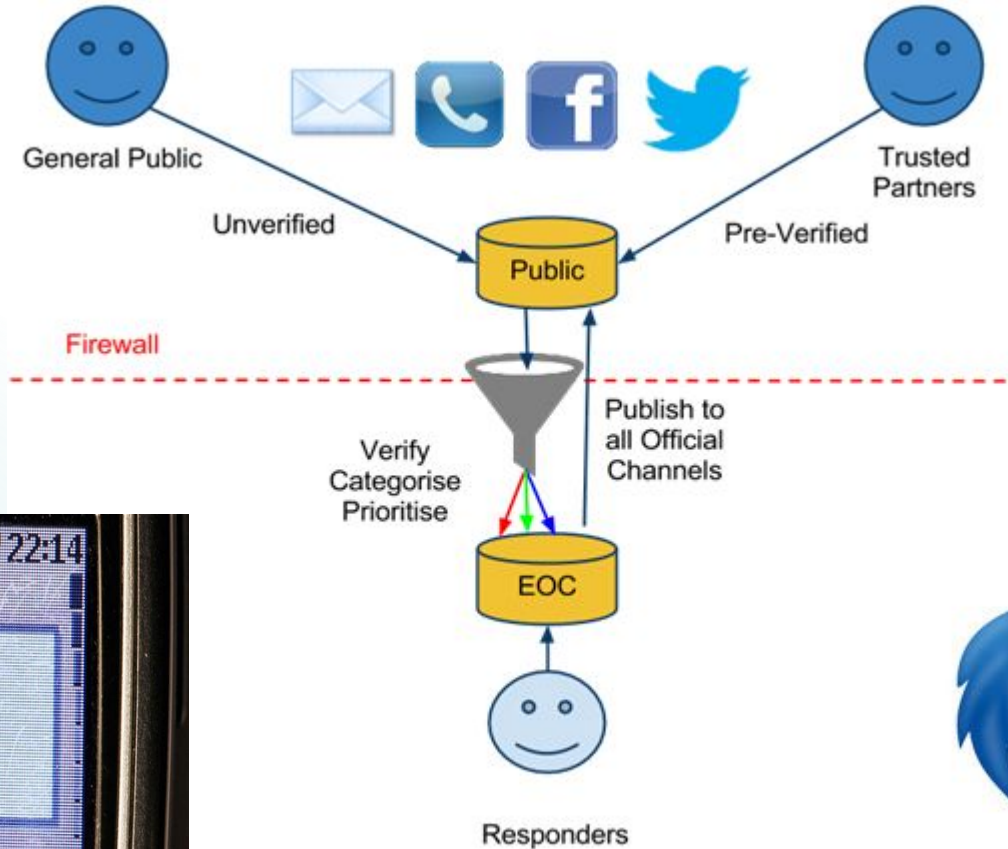 General Public
Trusted
Partners
Unverified
Pre-Verified
Public
Firewall
Publish to
all Official
Channels
Verify
Categorise
Prioritise
22:14
EOC
Responders